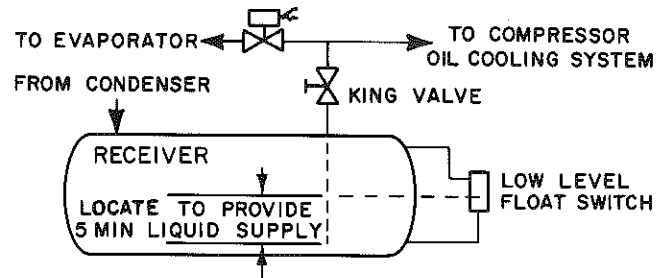 TO EVAPORATOR
TO COMPRESSOR
OIL COOLING SYSTEM
FROM CONDENSER
KING VALVE
RECEIVER
LOCATE TO PROVIDE
5 MIN LIQUID SUPPLY
LOW LEVEL
FLOAT SWITCH